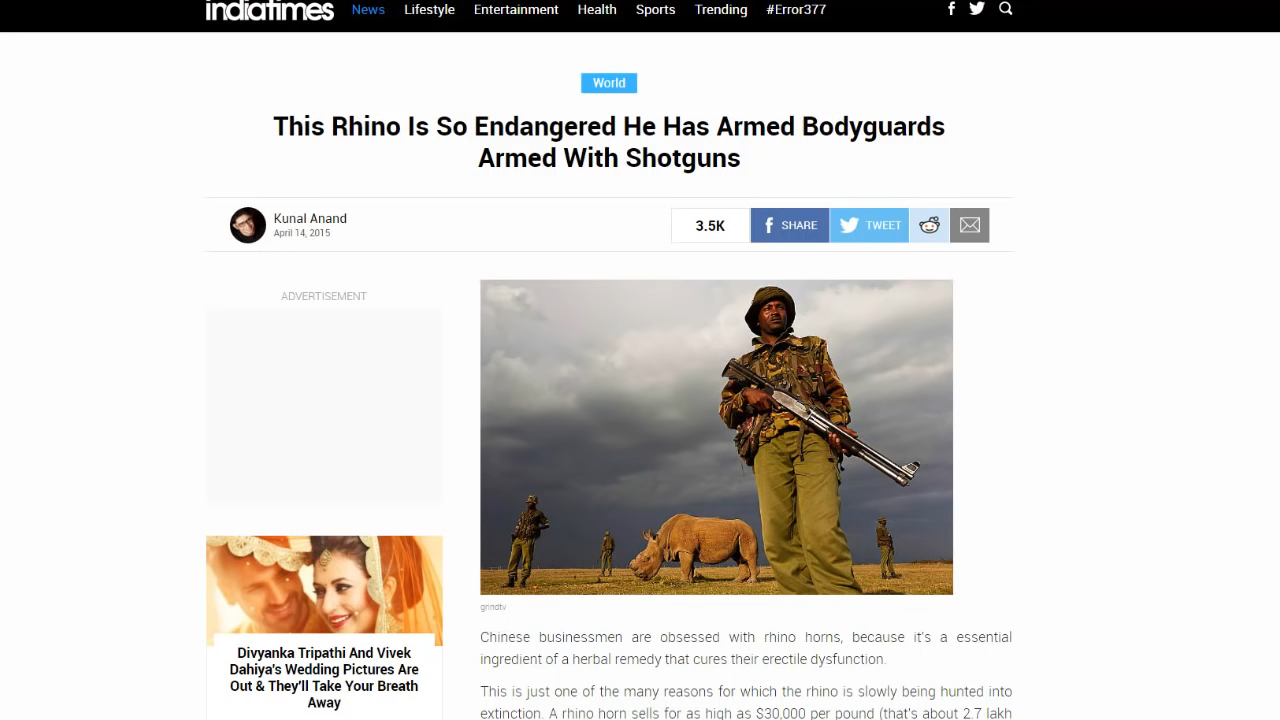 indiatimes News Lifestyle Entertainment Health Sports Trending #Error377
World
This Rhino Is So Endangered He Has Armed Bodyguards
Armed With Shotguns
Kunal Anand
April 14, 2015
3.5K SHARE TWEET
ADVERTISEMENT
grindtv
Chinese businessmen are obsessed with rhino horns, because it's a essential
ingredient of a herbal remedy that cures their erectile dysfunction.
This is just one of the many reasons for which the rhino is slowly being hunted into
extinction. A rhino horn sells for as high as $30,000 per pound (that's about 2.7 lakh
Divyanka Tripathi And Vivek
Dahiya's Wedding Pictures Are
Out & They'll Take Your Breath
Away